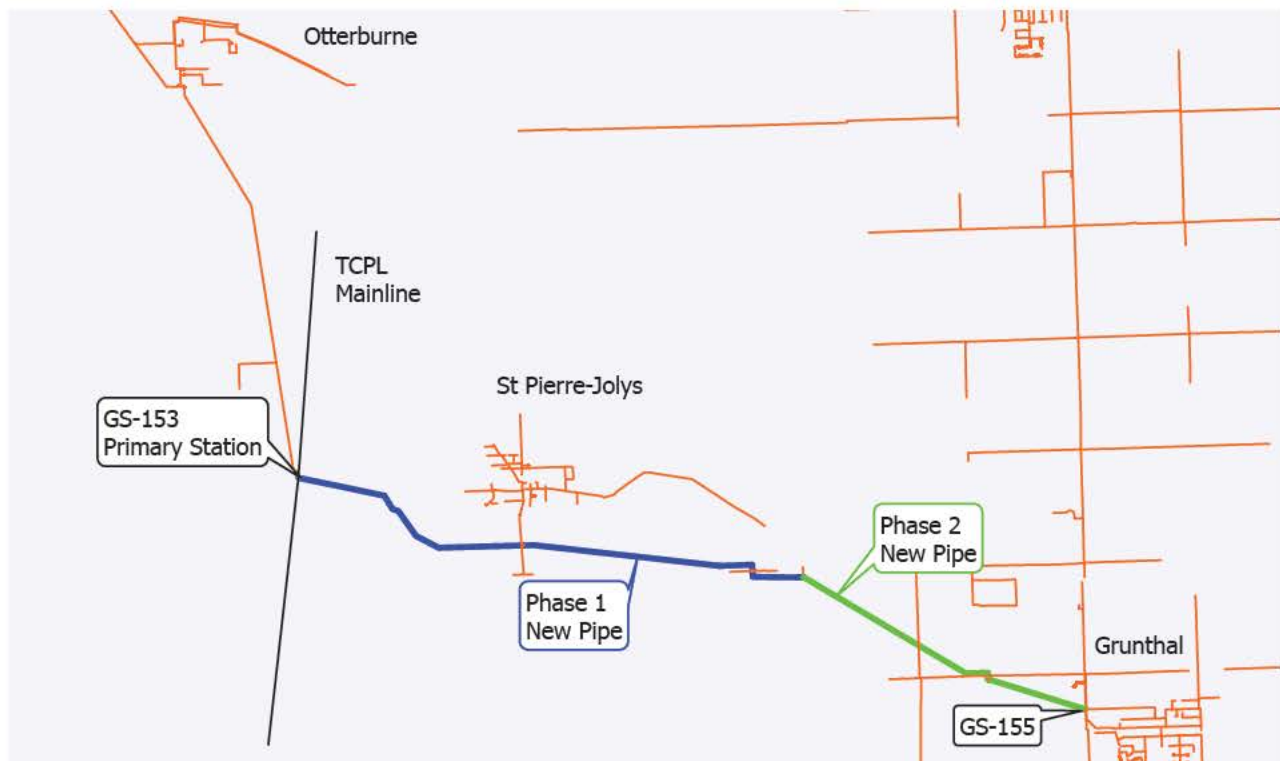 Otterburne
TCPL
Mainline
St Pierre-Jolys
GS-153
Primary Station
Phase 2
New Pipe
Phase 1
New Pipe
Grunthal
GS-155